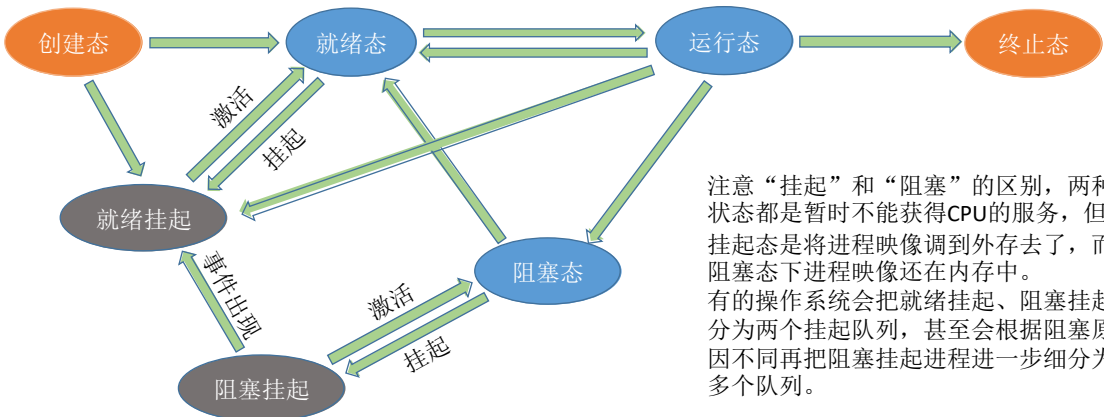 创建态
就绪态
运行态
终止态
激活
挂起
就绪挂起
事件出现
阻塞态
激活
挂起
阻塞挂起
注意“挂起”和“阻塞”的区别，两种
状态都是暂时不能获得CPU的服务，但
挂起态是将进程映像调到外存去了，而
阻塞态下进程映像还在内存中。
有的操作系统会把就绪挂起、阻塞挂起
分为两个挂起队列，甚至会根据阻塞原
因不同再把阻塞挂起进程进一步细分为
多个队列。